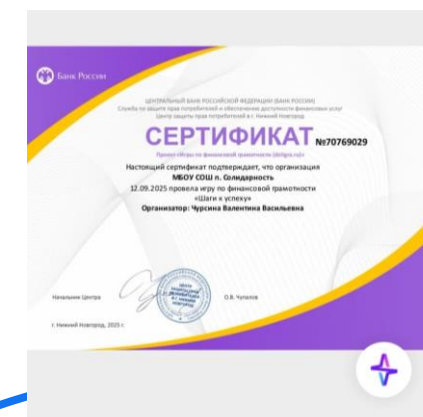 Банк России
ЦЕНТРАЛЬНЫЙ БАНК РОССИЙСКОЙ ФЕДЕРАЦИИ (БАНК РОССИИ)
Служба по защите прав потребителей и обеспечению доступности финансовых услуг
Центр защиты прав потребителей в г. Нижний Новгород
СЕРТИФИКАТ №70769029
Проект «Игры по финансовой грамотности
Настоящий сертификат подтверждает, что организация
МБОУ СОШ п. Солидарность
12.09.2025 провела игру по финансовой грамотности
«Шаги к успеху»
Организатор: Чурсина Валентина Васильевна
Начальник Центра
О.В. Чупалов
г. Нижний Новгород, 2025 г.